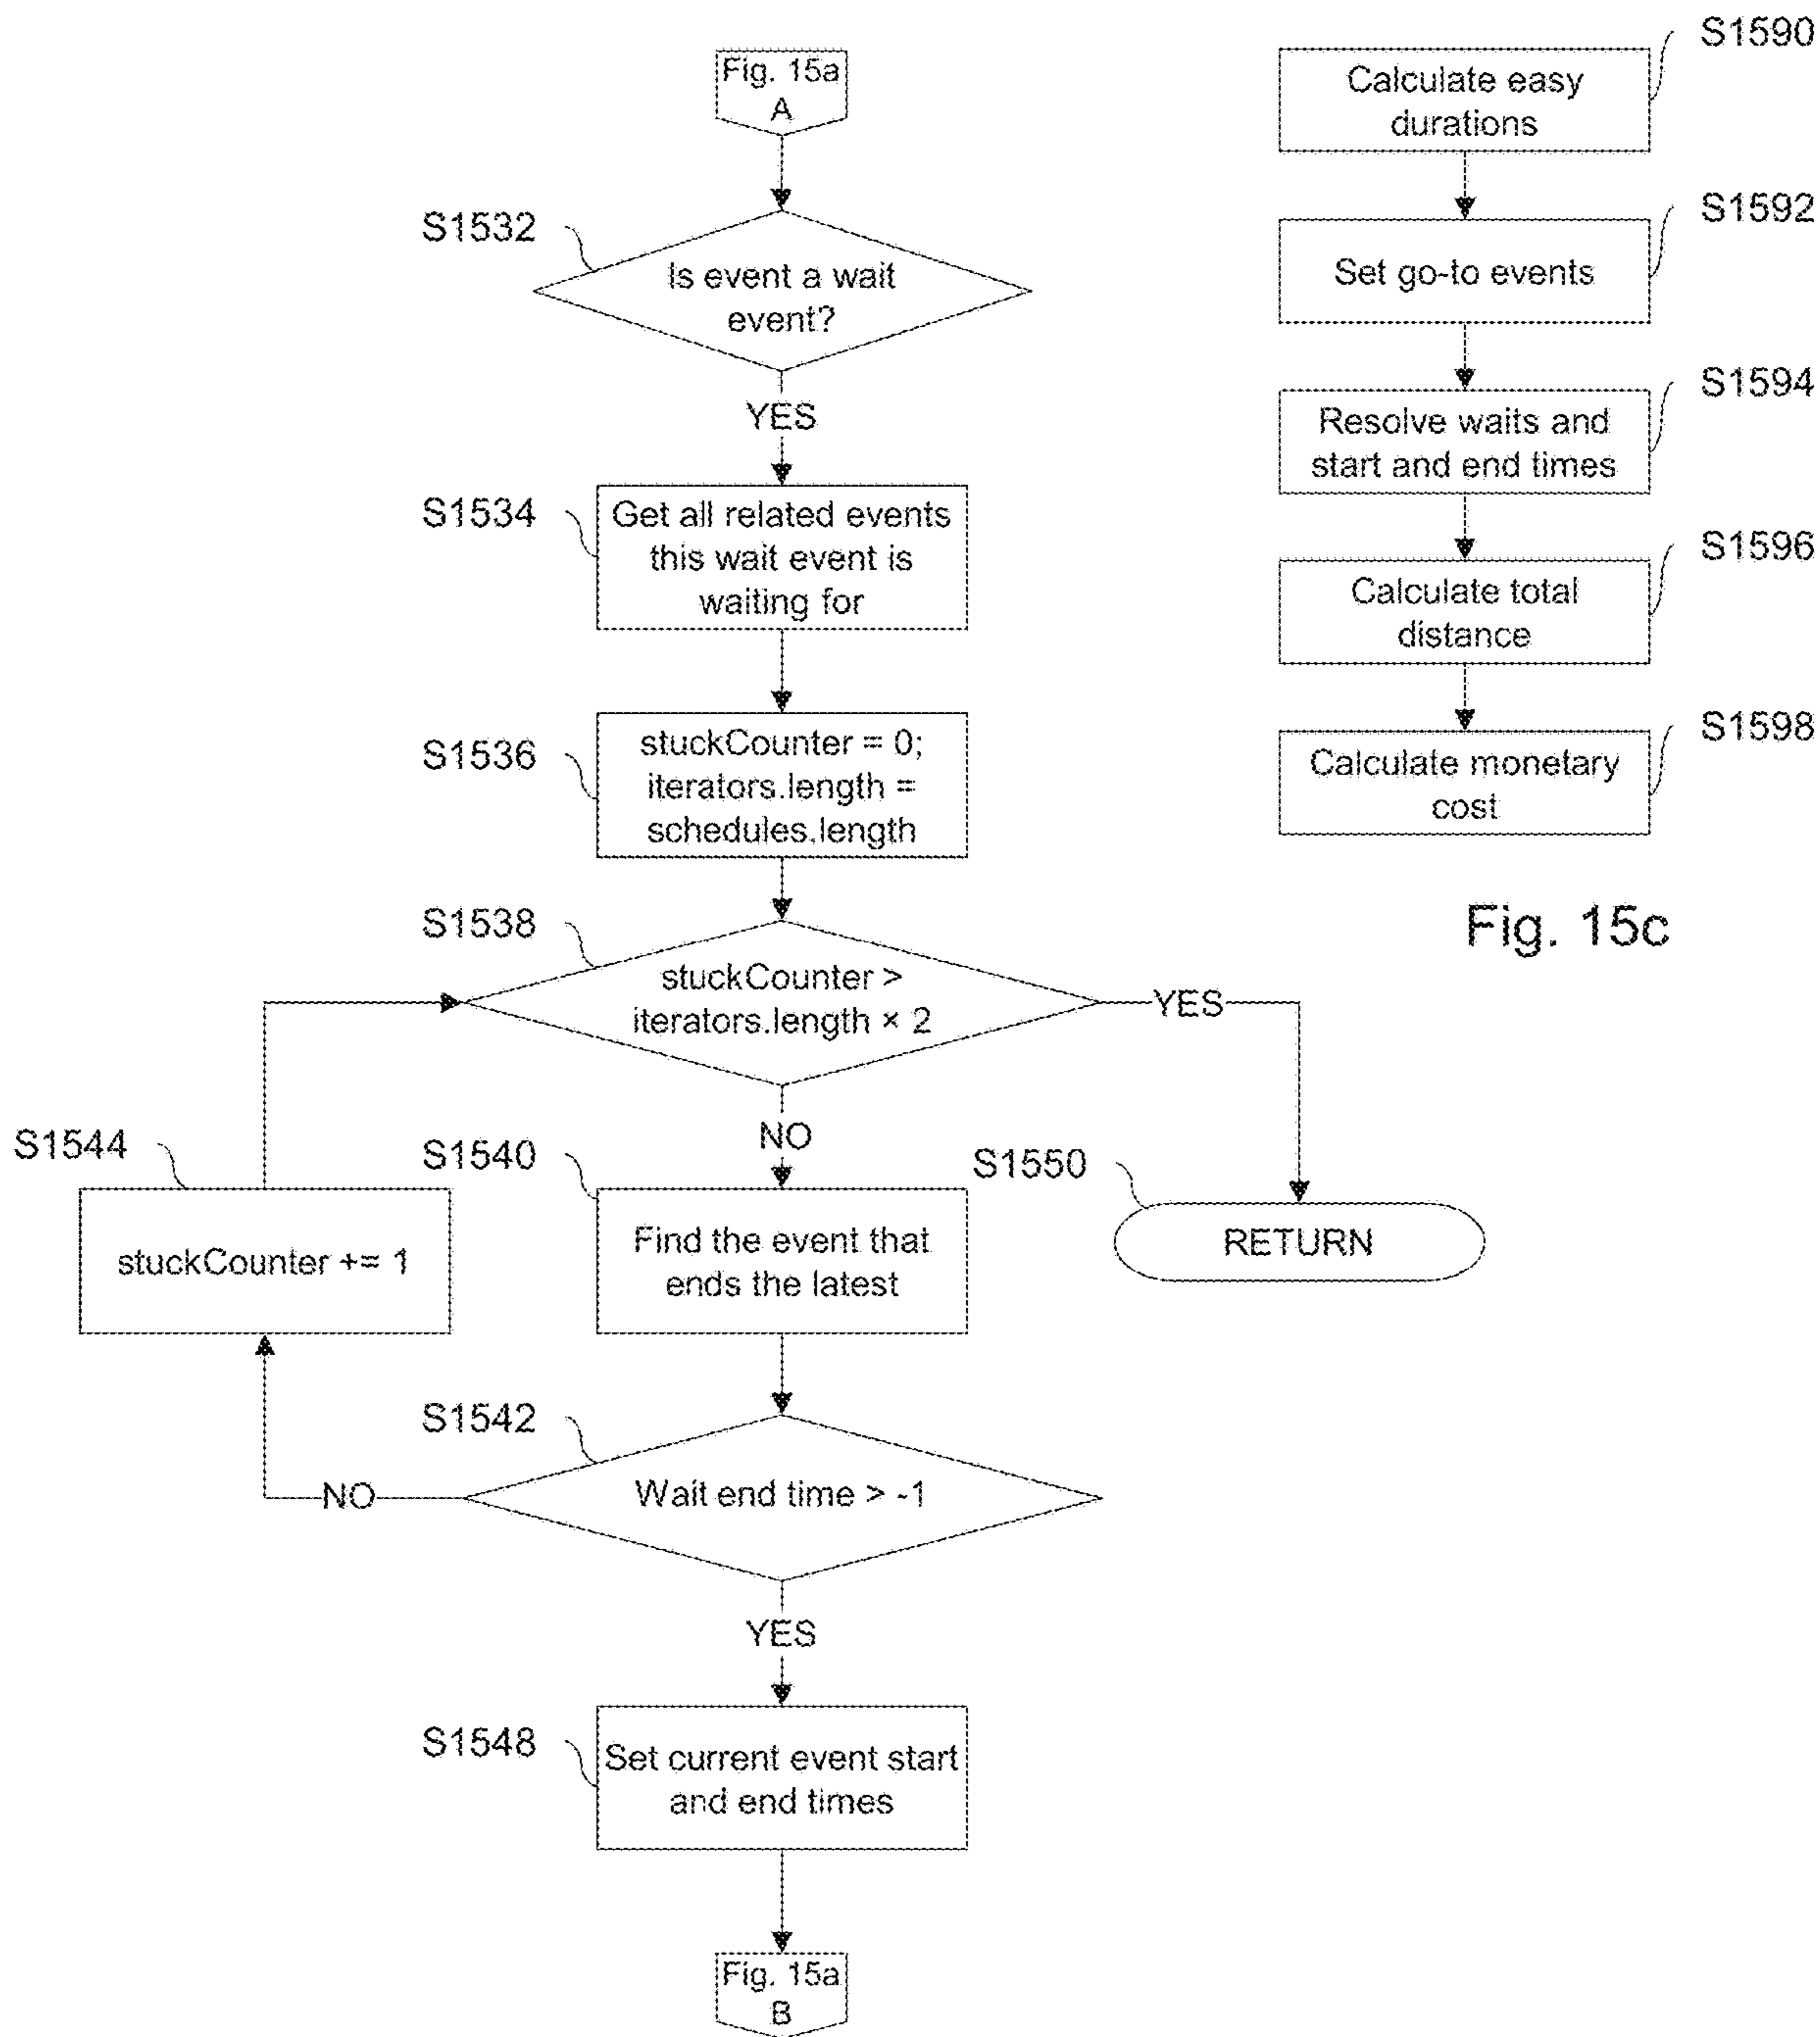 Fig. 15a
A
S1532
Is event a wait
event?
YES
S1534
Get all related events
this wait event is
waiting for
S1536
stuckCounter = 0;
iterators.length =
schedules.length
S1538
stuckCounter >
iterators.length × 2
YES
NO
S1544
stuckCounter += 1
S1540
Find the event that
ends the latest
S1550
RETURN
S1542
Wait end time > -1
NO
YES
S1548
Set current event start
and end times
Fig. 15a
B
S1590
Calculate easy
durations
S1592
Set go-to events
S1594
Resolve waits and
start and end times
S1596
Calculate total
distance
S1598
Calculate monetary
cost
Fig. 15c